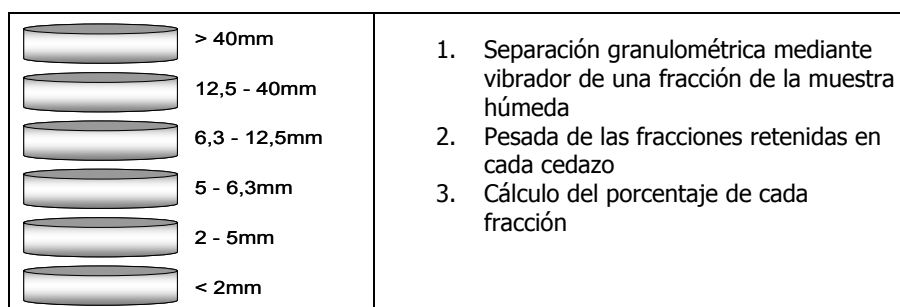 > 40mm
12,5 - 40mm
6,3 - 12,5mm
5 - 6,3mm
2 - 5mm
< 2mm
1. Separación granulométrica mediante
vibrador de una fracción de la muestra
húmeda
2. Pesada de las fracciones retenidas en
cada cedazo
3. Cálculo del porcentaje de cada
fracción